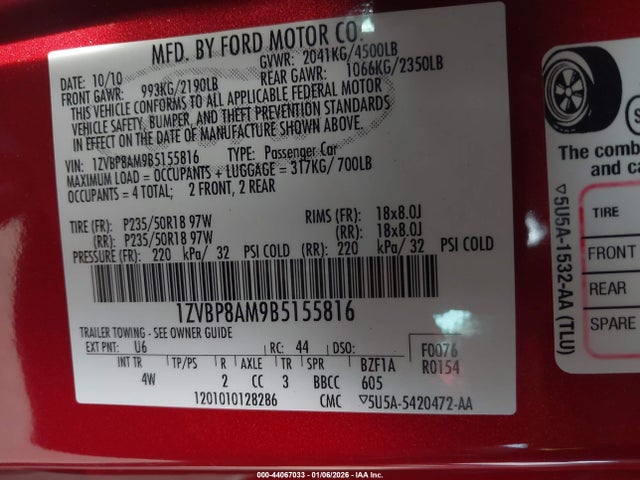 MFD. BY FORD MOTOR CO.
DATE: 10/10 GVWR: 2041KG/4500LB
FRONT GAWR: 993KG/2190LB REAR GAWR: 1066KG/2350LB
THIS VEHICLE CONFORMS TO ALL APPLICABLE FEDERAL MOTOR
VEHICLE SAFETY, BUMPER, AND THEFT PREVENTION STANDARDS
IN EFFECT ON THE DATE OF MANUFACTURE SHOWN ABOVE.
VIN: 1ZVBP8AM9B5155816 TYPE: Passenger Car
MAXIMUM LOAD = OCCUPANTS + LUGGAGE = 317KG/ 700LB
OCCUPANTS = 4 TOTAL; 2 FRONT, 2 REAR
TIRE (FR): P235/50R18 97W RIMS (FR): 18x8.0J
(RR): P235/50R18 97W (RR): 18x8.0J
PRESSURE (FR): 220 kPa/ 32 PSI COLD (RR): 220 kPa/ 32 PSI COLD
1ZVBP8AM9B5155816
TRAILER TOWING - SEE OWNER GUIDE
EXT PNT: U6 RC: 44 DSO: F0076
R0154
INT TR TP/PS R AXLE TR SPR BZF1A
4W 2 CC 3 BBCC 605
1201010128286 CMC ▽5U5A-5420472-AA
The combi
and ca
TIRE
FRONT
REAR
SPARE
▽5U5A-1532-AA (TLU)
000-44067033 - 01/06/2026 - IAAI, Inc.